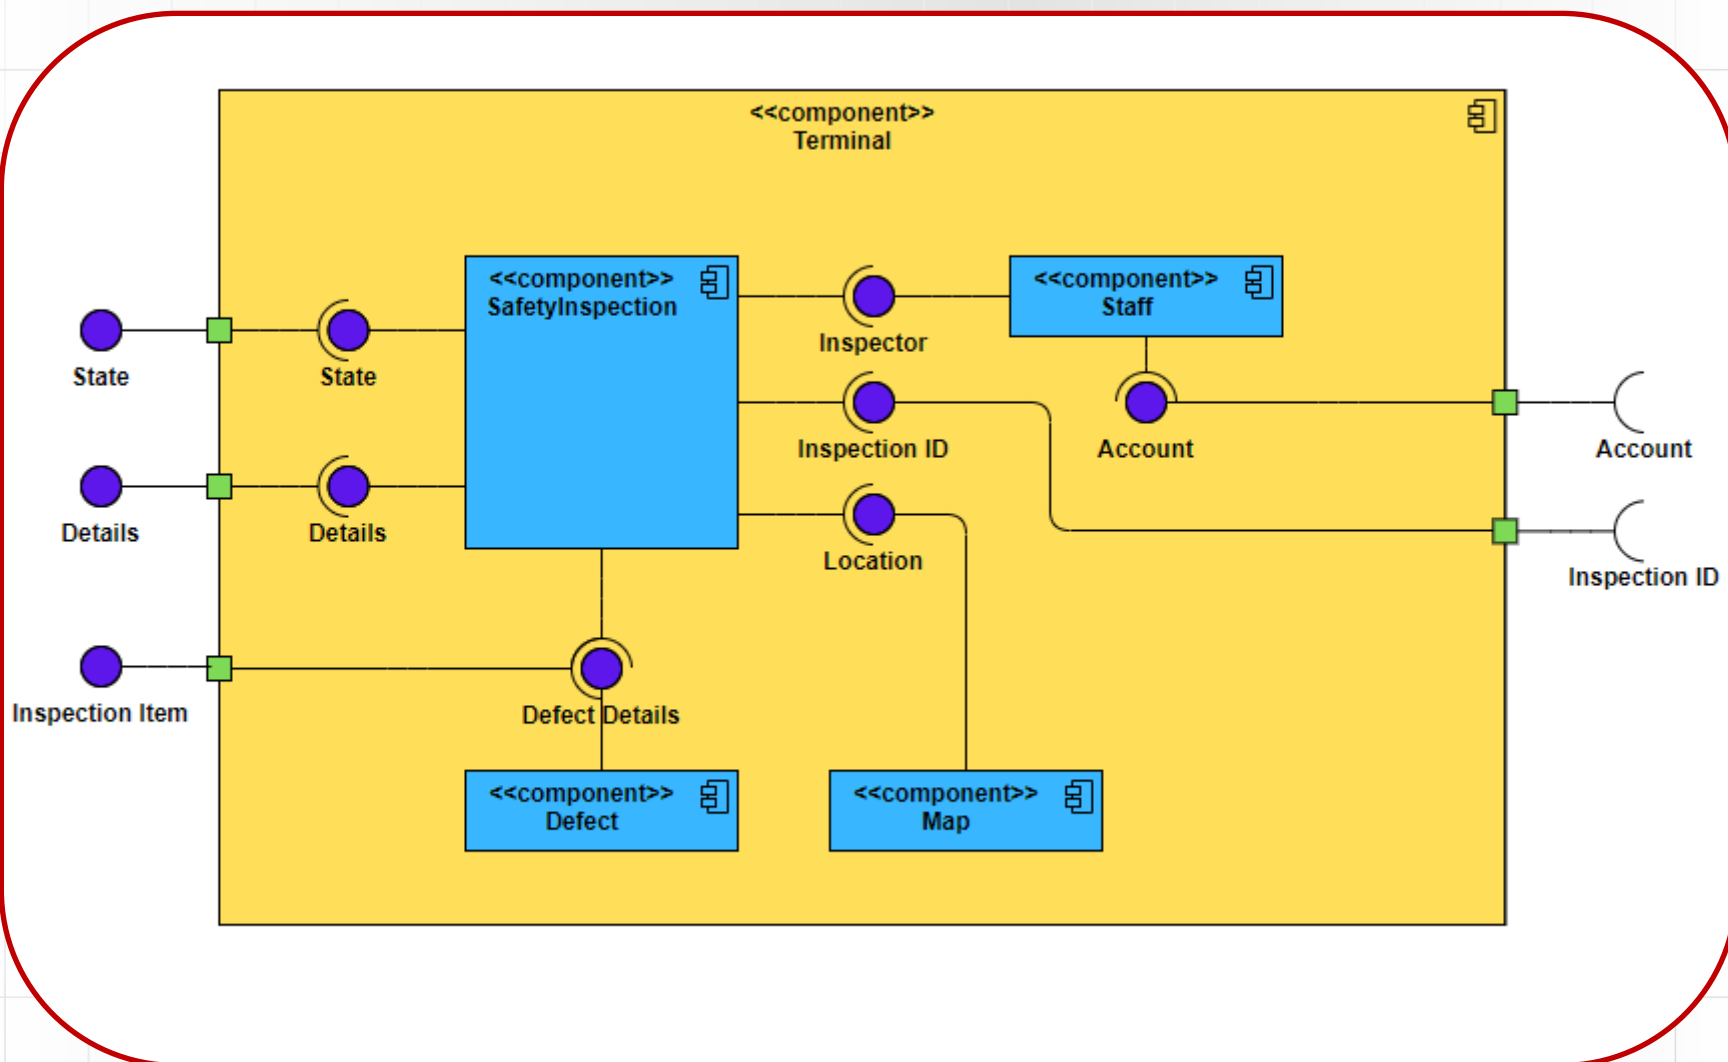 <<component>>
Terminal
<<component>>
SafetyInspection
<<component>>
Staff
State
State
Inspector
Details
Details
Inspection ID
Account
Account
Location
Inspection ID
Inspection Item
Defect Details
<<component>>
Defect
<<component>>
Map